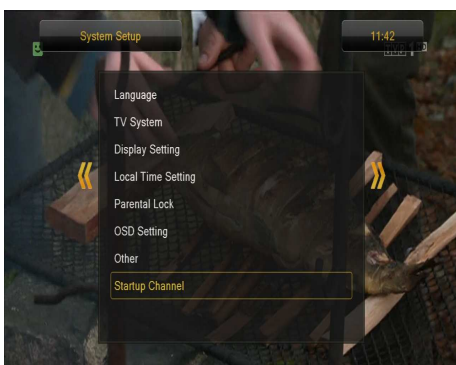 System Setup
11:42
Language
TV System
Display Setting
Local Time Setting
Parental Lock
OSD Setting
Other
Startup Channel